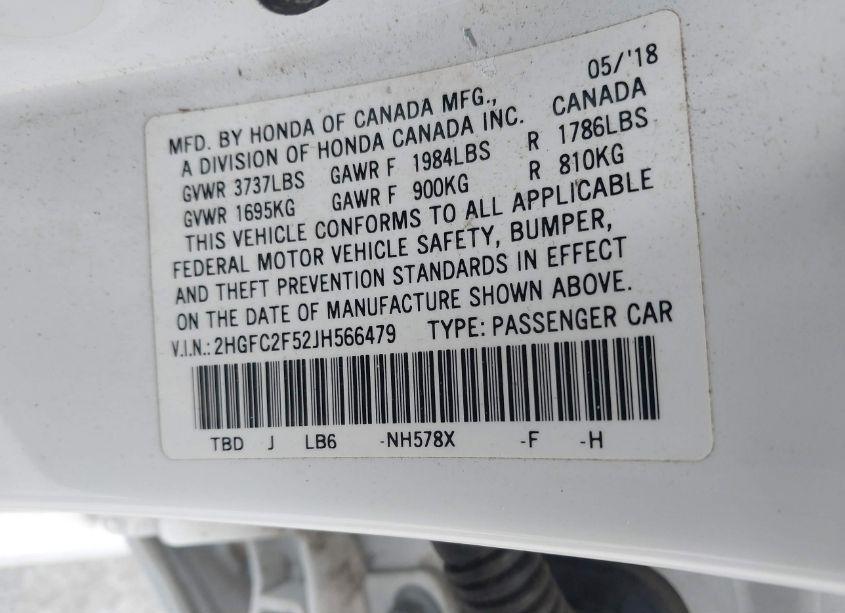 05/'18
MFD. BY HONDA OF CANADA MFG., CANADA
A DIVISION OF HONDA CANADA INC.
GVWR 3737LBS GAWR F 1984LBS R 1786LBS
GVWR 1695KG GAWR F 900KG R 810KG
THIS VEHICLE CONFORMS TO ALL APPLICABLE
FEDERAL MOTOR VEHICLE SAFETY, BUMPER,
AND THEFT PREVENTION STANDARDS IN EFFECT
ON THE DATE OF MANUFACTURE SHOWN ABOVE.
V.I.N.: 2HGFC2F52JH566479 TYPE: PASSENGER CAR
TBD J LB6 -NH578X -F -H